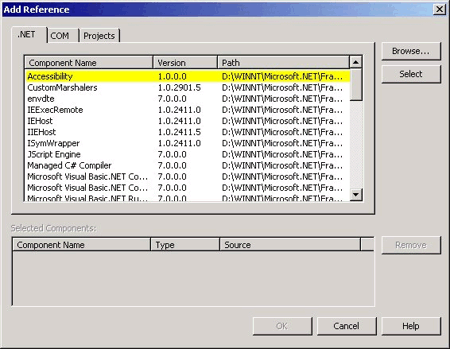 Add Reference
.NET COM Projects
Component Name Version Path
Accessibility 1.0.0.0 D:\WINNT\Microsoft.NET\Fra...
CustomMarshalers 1.0.2901.5 D:\WINNT\Microsoft.NET\Fra...
envdte 7.0.0.0 D:\WINNT\Microsoft.NET\Fra...
IEExecRemote 1.0.2411.0 D:\WINNT\Microsoft.NET\Fra...
IEHost 1.0.2411.0 D:\WINNT\Microsoft.NET\Fra...
IIEHost 1.0.2411.5 D:\WINNT\Microsoft.NET\Fra...
ISymWrapper 1.0.2411.0 D:\WINNT\Microsoft.NET\Fra...
JScript Engine 7.0.0.0 D:\WINNT\Microsoft.NET\Fra...
Managed C# Compiler 7.0.0.0 D:\WINNT\Microsoft.NET\Fra...
Microsoft Visual Basic.NET Co... 7.0.0.0 D:\WINNT\Microsoft.NET\Fra...
Microsoft Visual Basic.NET Co... 7.0.0.0 D:\WINNT\Microsoft.NET\Fra...
Microsoft Visual Basic.NET Ru... 7.0.0.0 D:\WINNT\Microsoft.NET\Fra...
Browse...
Select
Selected Components:
Component Name Type Source
Remove
OK Cancel Help